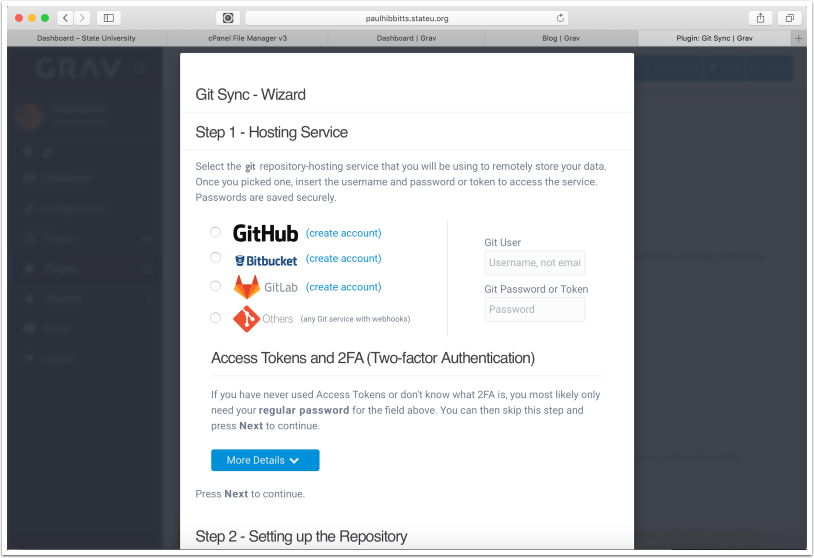 paulhibbitts.stateu.org
Dashboard – State University
cPanel File Manager v3
Dashboard | Grav
Blog | Grav
Plugin: Git Sync | Grav
GRAV
Git Sync - Wizard
Step 1 - Hosting Service
Select the git repository-hosting service that you will be using to remotely store your data.
Once you picked one, insert the username and password or token to access the service.
Passwords are saved securely.
GitHub (create account)
Bitbucket (create account)
GitLab (create account)
Others (any Git service with webhooks)
Git User
Username, not emai
Git Password or Token
Password
Access Tokens and 2FA (Two-factor Authentication)
If you have never used Access Tokens or don't know what 2FA is, you most likely only
need your regular password for the field above. You can then skip this step and
press Next to continue.
More Details
Press Next to continue.
Step 2 - Setting up the Repository